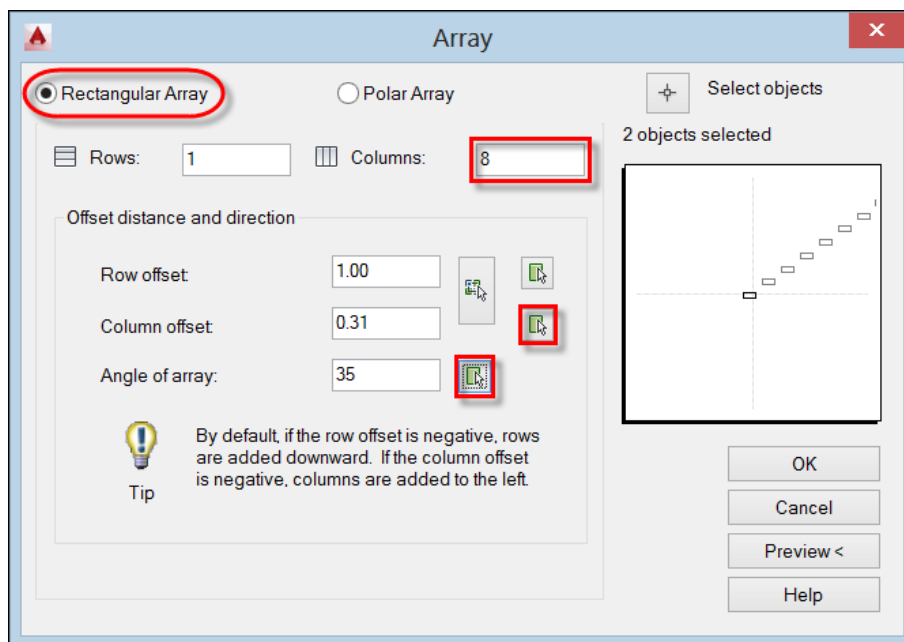 Array
Rectangular Array
Polar Array
Select objects
2 objects selected
Rows: 1 Columns: 8
Offset distance and direction
Row offset: 1.00
Column offset: 0.31
Angle of array: 35
Tip
By default, if the row offset is negative, rows
are added downward. If the column offset
is negative, columns are added to the left.
OK
Cancel
Preview <
Help